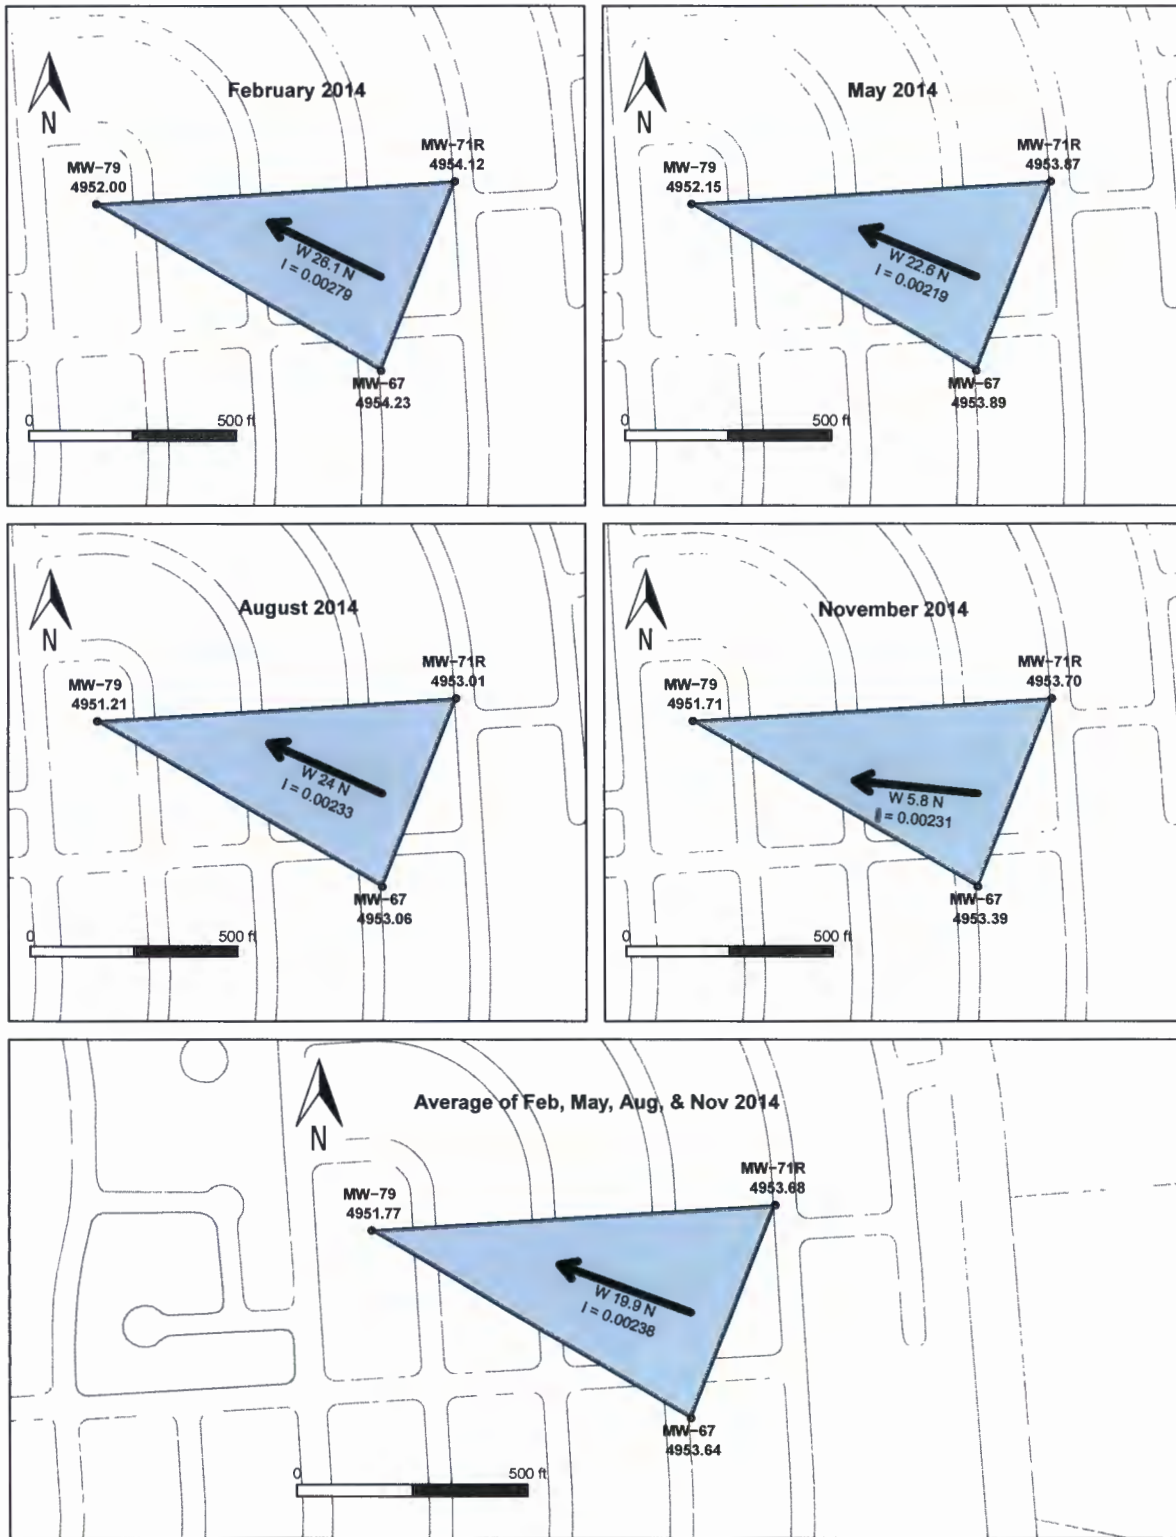 February 2014
N
MW-79
4952.00
MW-71R
4954.12
W 26.1 N
I = 0.00279
MW-67
4954.23
0 500 ft
May 2014
N
MW-79
4952.15
MW-71R
4953.87
W 22.6 N
I = 0.00219
MW-67
4953.89
0 500 ft
August 2014
N
MW-79
4951.21
MW-71R
4953.01
W 24 N
I = 0.00233
MW-67
4953.06
0 500 ft
November 2014
N
MW-79
4951.71
MW-71R
4953.70
W 5.8 N
I = 0.00231
MW-67
4953.39
0 500 ft
Average of Feb, May, Aug, & Nov 2014
N
MW-79
4951.77
MW-71R
4953.68
W 19.9 N
I = 0.00238
MW-67
4953.64
0 500 ft